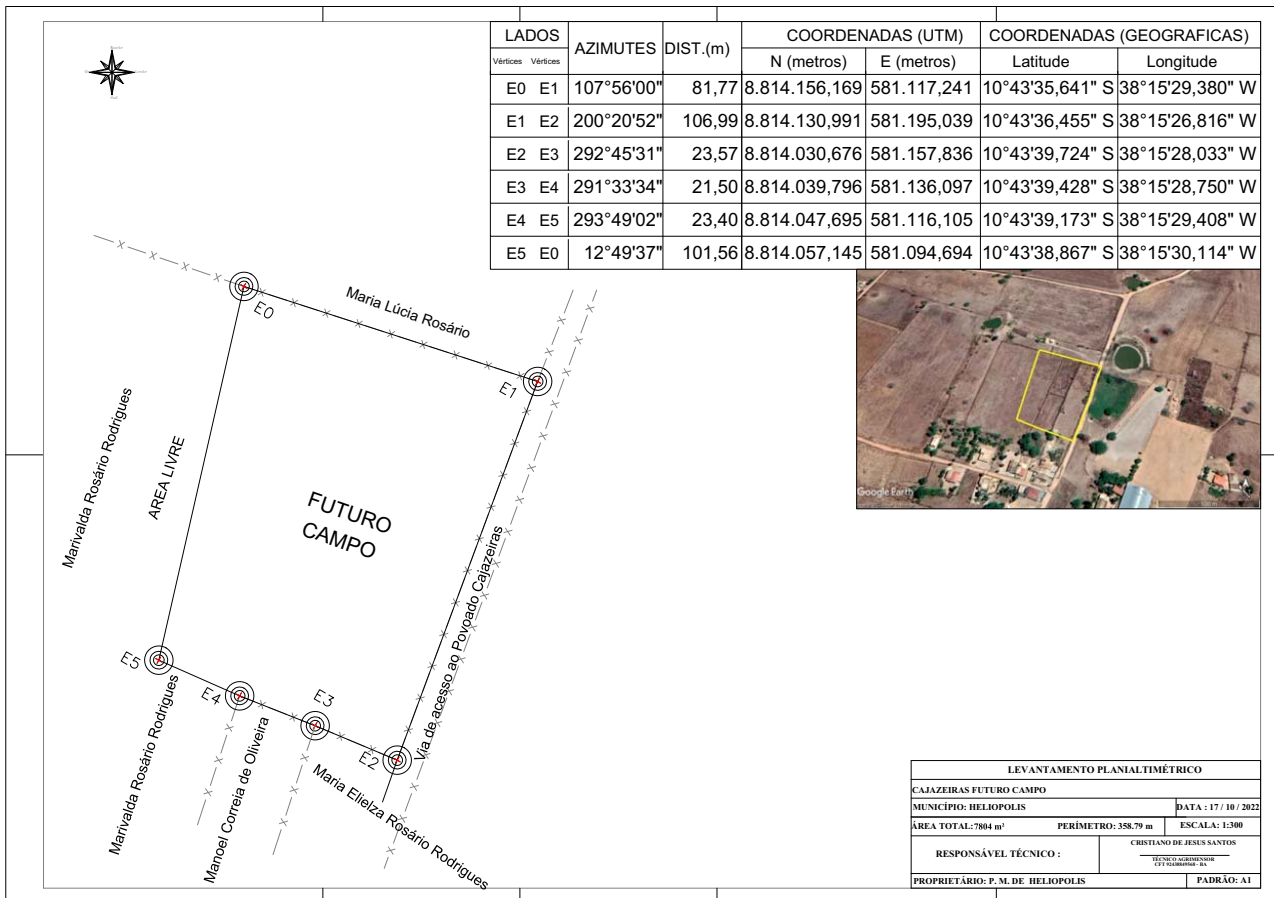 LADOS AZIMUTES DIST.(m) COORDENADAS (UTM) COORDENADAS (GEOGRAFICAS)
Vértices Vértices N (metros) E (metros) Latitude Longitude
E0 E1 107°56'00" 81,77 8.814.156,169 581.117,241 10°43'35,641" S 38°15'29,380" W
E1 E2 200°20'52" 106,99 8.814.130,991 581.195,039 10°43'36,455" S 38°15'26,816" W
E2 E3 292°45'31" 23,57 8.814.030,676 581.157,836 10°43'39,724" S 38°15'28,033" W
E3 E4 291°33'34" 21,50 8.814.039,796 581.136,097 10°43'39,428" S 38°15'28,750" W
E4 E5 293°49'02" 23,40 8.814.047,695 581.116,105 10°43'39,173" S 38°15'29,408" W
E5 E0 12°49'37" 101,56 8.814.057,145 581.094,694 10°43'38,867" S 38°15'30,114" W
E0
Maria Lúcia Rosário
E1
Marivalda Rosário Rodrigues
AREA LIVRE
FUTURO
CAMPO
Via de acesso ao Povoado Cajazeiras
Google Earth
E5
E4
E3
E2
Marivalda Rosário Rodrigues
Manoel Correia de Oliveira
Maria Elielza Rosário Rodrigues
LEVANTAMENTO PLANIALTIMÉTRICO
CAJAZEIRAS FUTURO CAMPO
MUNICÍPIO: HELIOPOLIS DATA : 17 / 10 / 2022
ÁREA TOTAL:7804 m² PERÍMETRO: 358.79 m ESCALA: 1:300
RESPONSÁVEL TÉCNICO :
CRISTIANO DE JESUS SANTOS
TÉCNICO AGRIMENSOR
PROPRIETÁRIO: P. M. DE HELIOPOLIS PADRÃO: A1